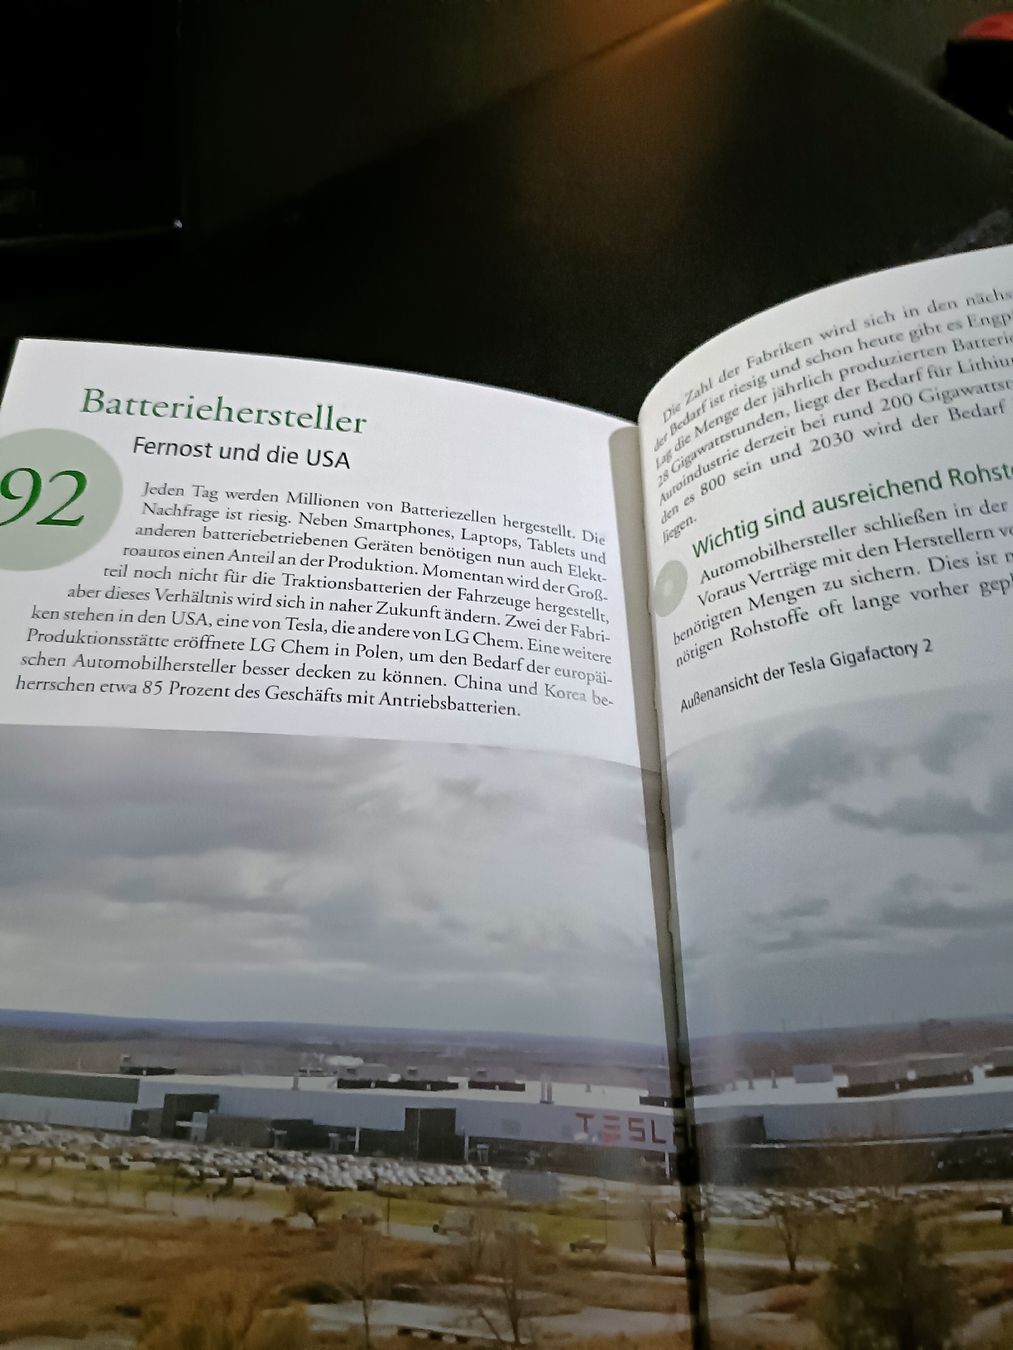 Batteriehersteller
Fernost und die USA
92
Jeden Tag werden Millionen von Batteriezellen hergestellt. Die
Nachfrage ist riesig. Neben Smartphones, Laptops, Tablets und
anderen batteriebetriebenen Geräten benötigen nun auch Elekt-
roautos einen Anteil an der Produktion. Momentan wird der Groß-
teil noch nicht für die Traktionsbatterien der Fahrzeuge hergestellt,
aber dieses Verhältnis wird sich in naher Zukunft ändern. Zwei der Fabri-
ken stehen in den USA, eine von Tesla, die andere von LG Chem. Eine weitere
Produktionsstätte eröffnete LG Chem in Polen, um den Bedarf der europäi-
schen Automobilhersteller besser decken zu können. China und Korea be-
herrschen etwa 85 Prozent des Geschäfts mit Antriebsbatterien.
Die Zahl der Fabriken wird sich in den
der Bedarf ist riesig und schon heute gibt es
Lag die Menge der jährlich produzierten
28 Gigawattstunden, liegt der Bedarf für
Autoindustrie derzeit bei rund 200
den es 800 sein und 2030 wird der Bedarf
liegen.
Wichtig sind ausreichend
Automobilhersteller schließen in der
Voraus Verträge mit den Herstellern
benötigten Mengen zu sichern. Dies ist
nötigen Rohstoffe oft lange vorher
Außenansicht der Tesla Gigafactory 2
TESLA